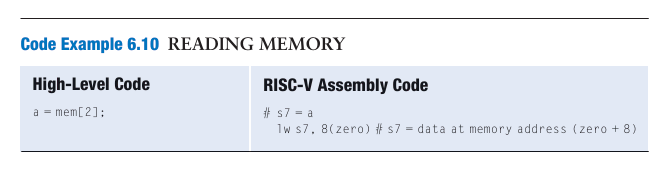 Code Example 6.10 READING MEMORY
High-Level Code
a = mem[2];
RISC-V Assembly Code
# s7 = a
lw s7, 8(zero) # s7 = data at memory address (zero + 8)